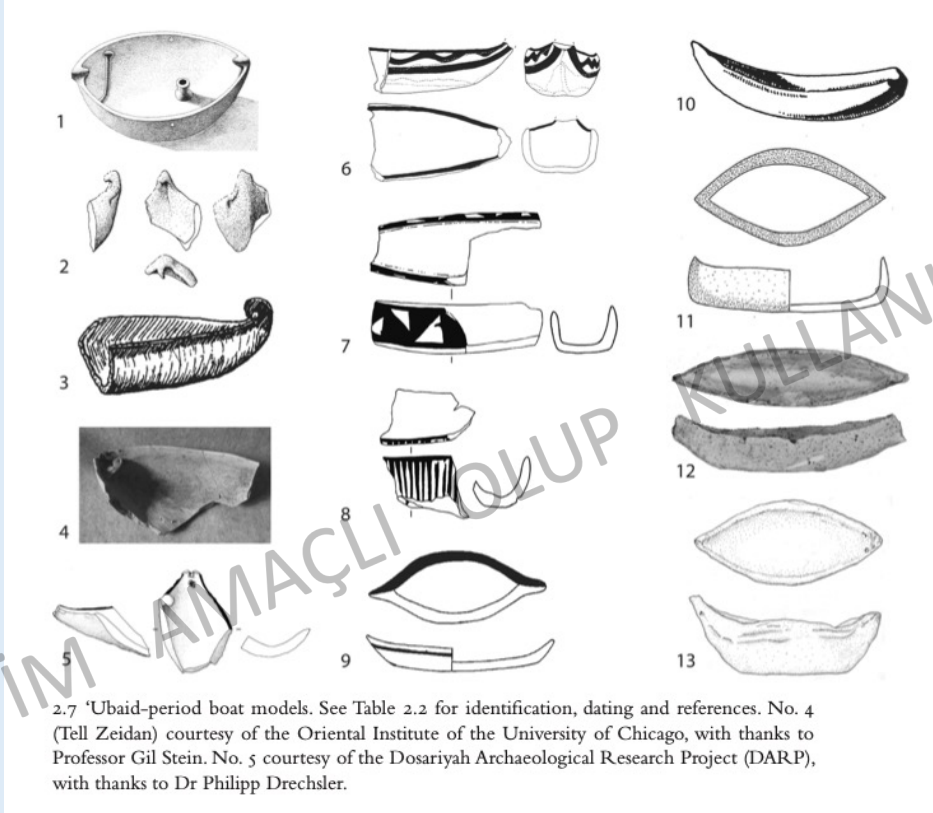 1
2
3
4
5
6
7
8
9
10
11
12
13
İM AMAÇLI OLUP KULLANI
2.7 ‘Ubaid-period boat models. See Table 2.2 for identification, dating and references. No. 4
(Tell Zeidan) courtesy of the Oriental Institute of the University of Chicago, with thanks to
Professor Gil Stein. No. 5 courtesy of the Dosariyah Archaeological Research Project (DARP),
with thanks to Dr Philipp Drechsler.